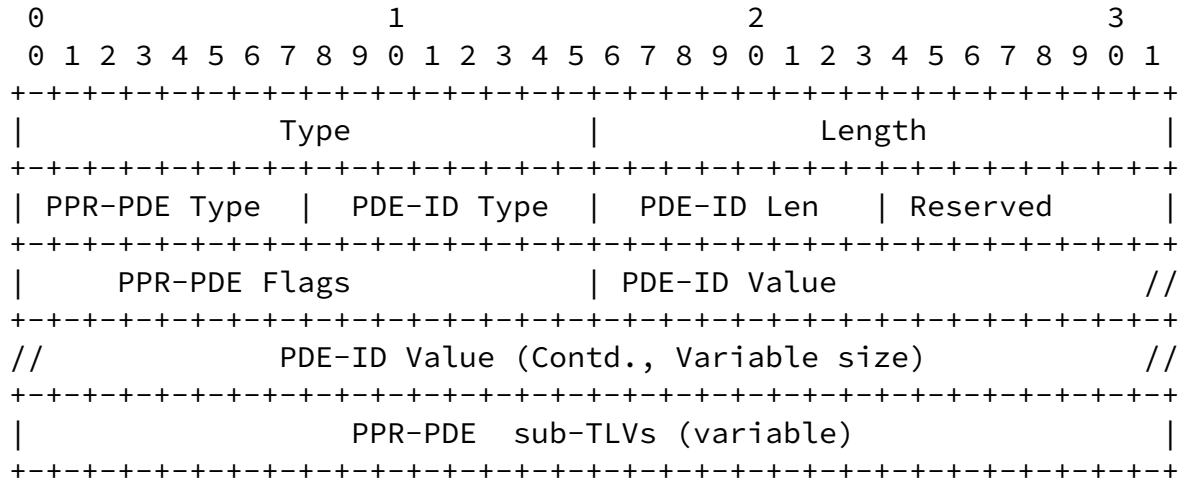 0                   1                   2                   3
 0 1 2 3 4 5 6 7 8 9 0 1 2 3 4 5 6 7 8 9 0 1 2 3 4 5 6 7 8 9 0 1
+-+-+-+-+-+-+-+-+-+-+-+-+-+-+-+-+-+-+-+-+-+-+-+-+-+-+-+-+-+-+-+-+
|              Type             |            Length             |
+-+-+-+-+-+-+-+-+-+-+-+-+-+-+-+-+-+-+-+-+-+-+-+-+-+-+-+-+-+-+-+-+
| PPR-PDE Type  |  PDE-ID Type  |  PDE-ID Len   | Reserved      |
+-+-+-+-+-+-+-+-+-+-+-+-+-+-+-+-+-+-+-+-+-+-+-+-+-+-+-+-+-+-+-+-+
|     PPR-PDE Flags             | PDE-ID Value                 //
+-+-+-+-+-+-+-+-+-+-+-+-+-+-+-+-+-+-+-+-+-+-+-+-+-+-+-+-+-+-+-+-+
//             PDE-ID Value (Contd., Variable size)            //
+-+-+-+-+-+-+-+-+-+-+-+-+-+-+-+-+-+-+-+-+-+-+-+-+-+-+-+-+-+-+-+-+
|                  PPR-PDE  sub-TLVs (variable)                 |
+-+-+-+-+-+-+-+-+-+-+-+-+-+-+-+-+-+-+-+-+-+-+-+-+-+-+-+-+-+-+-+-+